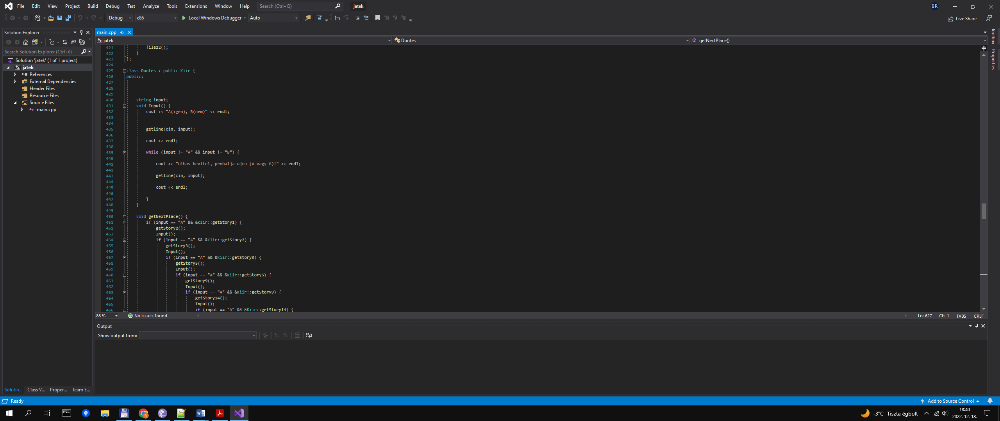 File Edit View Project Build Debug Test Analyze Tools Extensions Window Help Search (Ctrl+Q) jatek BR
Debug x86 Local Windows Debugger Auto Live Share
Solution Explorer
Search Solution Explorer (Ctrl+é)
Solution 'jatek' (1 of 1 project)
jatek
References
External Dependencies
Header Files
Resource Files
Source Files
main.cpp
Solutio... Class V... Proper... Team E...
main.cpp
jatek Dontes getNextPlace()
421 file22();
422 }
423 };
424
425 class Dontes : public Kiir {
426 public:
427
428
429
430 string input;
431 void Input() {
432 cout << "A(igen), B(nem)" << endl;
433
434
435 getline(cin, input);
436
437 cout << endl;
438
439 while (input != "A" && input != "B") {
440
441 cout << "Hibas bevitel, probalja ujra (A vagy B)!" << endl;
442
443 getline(cin, input);
444
445 cout << endl;
446
447 }
448 }
449
450 void getNextPlace() {
451 if (input == "A" && &Kiir::getStory1) {
452 getStory2();
453 Input();
454 if (input == "A" && &Kiir::getStory2) {
455 getStory3();
456 Input();
457 if (input == "A" && &Kiir::getStory3) {
458 getStory5();
459 Input();
460 if (input == "A" && &Kiir::getStory5) {
461 getStory9();
462 Input();
463 if (input == "A" && &Kiir::getStory9) {
464 getStory14();
465 Input();
466 if (input == "A" && &Kiir::getStory14) {
88 % No issues found Ln: 627 Ch: 1 TABS CRLF
Output
Show output from:
Toolbox
Properties
Ready Add to Source Control
-3°C Tiszta égbolt 18:40
2022. 12. 18.